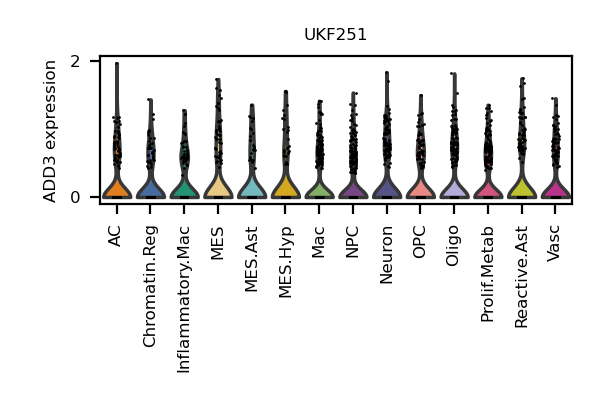 UKF251
ADD3 expression
2
0
AC
Chromatin.Reg
Inflammatory.Mac
MES
MES.Ast
MES.Hyp
Mac
NPC
Neuron
OPC
Oligo
Prolif.Metab
Reactive.Ast
Vasc